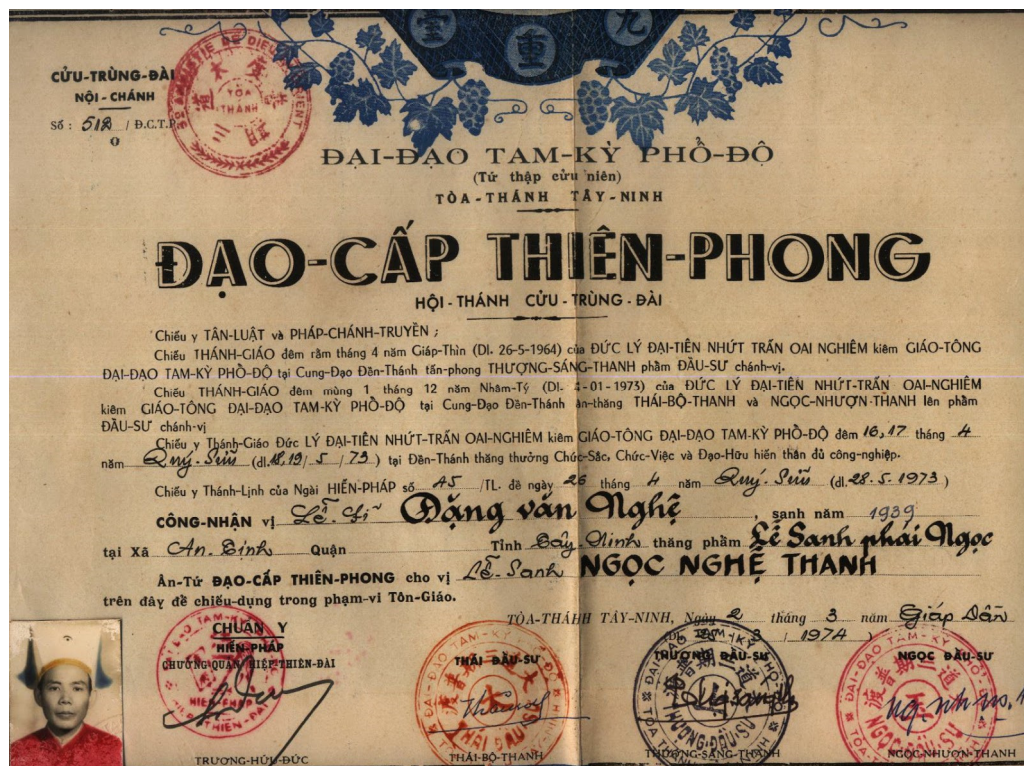 室 重 九
CỬU-TRÙNG-ĐÀI
NỘI-CHÁNH
Số : 512 / Đ.C.T.P.
TÒA
THÁNH
ĐẠI-ĐẠO TAM-KỲ PHỔ-ĐỘ
(Tứ thập cửu niên)
TÒA-THÁNH TÂY-NINH
ĐẠO-CẤP THIÊN-PHONG
HỘI-THÁNH CỬU-TRÙNG-ĐÀI
Chiếu y TÂN-LUẬT và PHÁP-CHÁNH-TRUYỀN ;
Chiếu THÁNH-GIÁO đêm rằm tháng 4 năm Giáp-Thìn (Dl. 26-5-1964) của ĐỨC LÝ ĐẠI-TIÊN NHỨT TRẤN OAI NGHIÊM kiêm GIÁO-TÔNG
ĐẠI-ĐẠO TAM-KỲ PHỔ-ĐỘ tại Cung-Đạo Đền-Thánh tấn-phong THƯỢNG-SÁNG-THANH phẩm ĐẦU-SƯ chánh-vị.
Chiếu THÁNH-GIÁO đêm mùng 1 tháng 12 năm Nhâm-Tý (Dl- 4-01-1973) của ĐỨC LÝ ĐẠI-TIÊN NHỨT-TRẤN OAI-NGHIÊM
kiêm GIÁO-TÔNG ĐẠI-ĐẠO TAM-KỲ PHỔ-ĐỘ tại Cung-Đạo Đền-Thánh ân-thăng THÁI-BỘ-THANH và NGỌC-NHƯỢN-THANH lên phẩm
ĐẦU-SƯ chánh-vị
Chiếu y Thánh-Giáo Đức LÝ ĐẠI-TIÊN NHỨT-TRẤN OAI-NGHIÊM kiêm GIÁO-TÔNG ĐẠI-ĐẠO TAM-KỲ PHỔ-ĐỘ đêm 16,17 tháng 4
năm Quý.Sửu (dl.18,19/5/73) tại Đền-Thánh thăng thưởng Chức-Sắc, Chức-Việc và Đạo-Hữu hiến thân đủ công-nghiệp.
Chiếu y Thánh-Lịnh của Ngài HIẾN-PHÁP số 45 /TL. đề ngày 26 tháng 4 năm Quý.Sửu (dl.28.5.1973)
CÔNG-NHẬN vị Lễ.Sĩ Đặng văn Nghệ , sanh năm 1939
tại Xã An.Tịnh Quận Tỉnh Tây.Ninh thăng phẩm Lễ Sanh phái Ngọc
Ân-Tứ ĐẠO-CẤP THIÊN-PHONG cho vị Lễ.Sanh NGỌC NGHỆ THANH
trên đây để chiếu-dụng trong phạm-vi Tôn-Giáo.
TÒA-THÁNH TÂY-NINH, Ngày 2 tháng 3 năm Giáp Dần
3 / 1974 )
CHUẨN Y
HIẾN-PHÁP
CHƯỞNG QUẢN HIỆP THIÊN-ĐÀI
THÁI ĐẦU-SƯ
THƯỢNG ĐẦU-SƯ
NGỌC ĐẦU-SƯ
TRƯƠNG-HỮU-ĐỨC
THÁI-BỘ-THANH
THƯỢNG-SÁNG-THANH
NGỌC-NHƯỢN-THANH